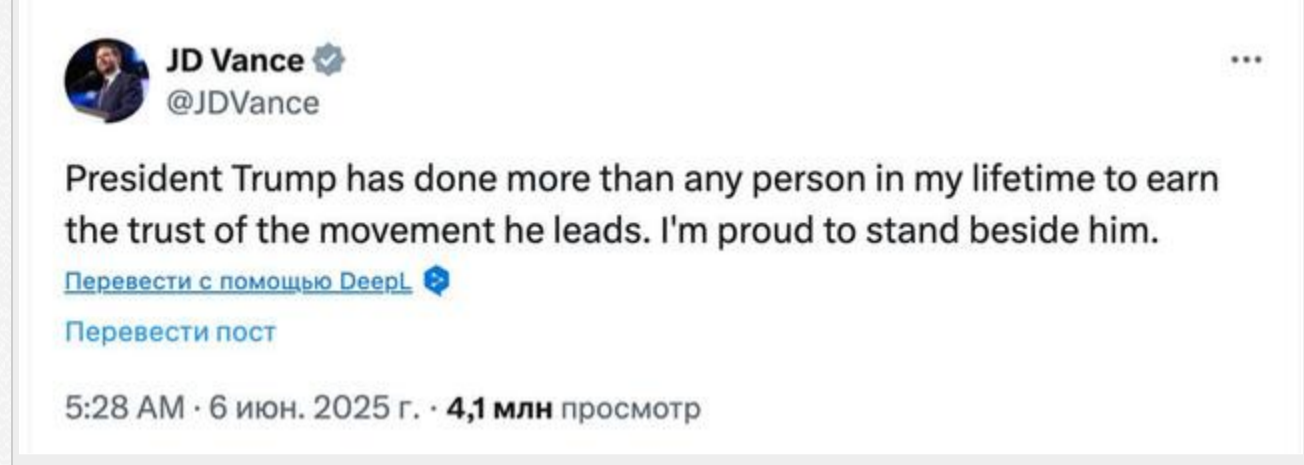 JD Vance
@JDVance
President Trump has done more than any person in my lifetime to earn
the trust of the movement he leads. I'm proud to stand beside him.
Перевести с помощью DeepL
Перевести пост
5:28 AM · 6 июн. 2025 г. · 4,1 млн просмотр